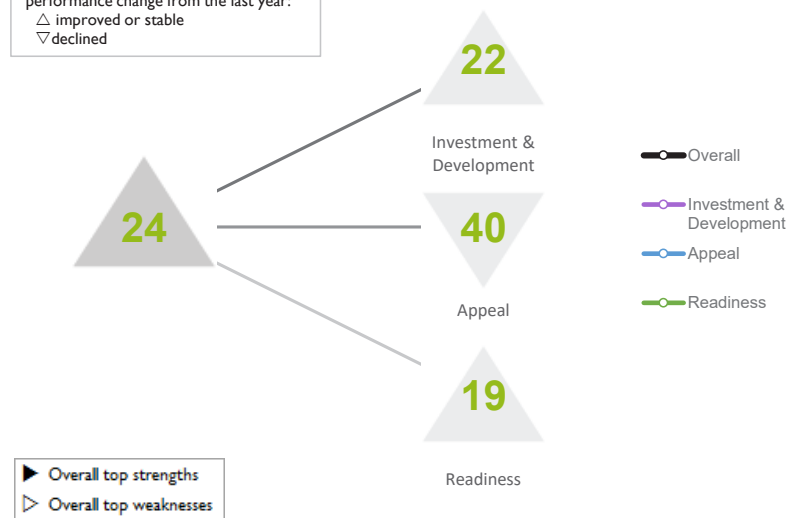 performance change from the last year:
△ improved or stable
▽ declined
22
Investment &
Development
24
40
Appeal
19
Readiness
Overall
Investment &
Development
Appeal
Readiness
► Overall top strengths
▷ Overall top weaknesses